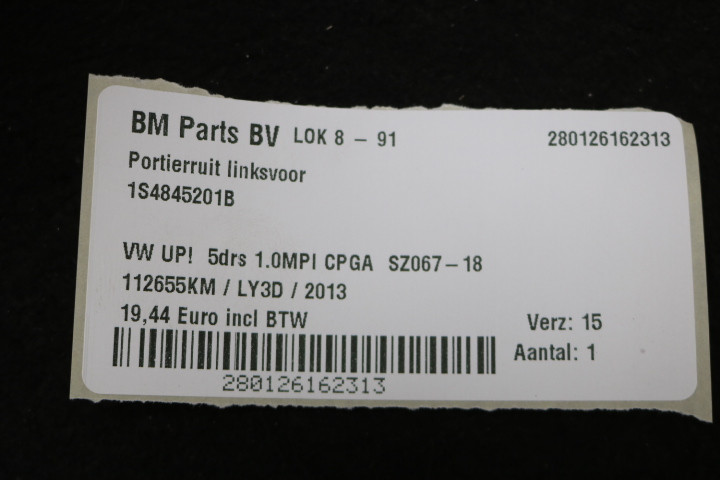 BM Parts BV LOK 8 - 91 280126162313
Portierruit linksvoor
1S4845201B
VW UP! 5drs 1.0MPI CPGA SZ067-18
112655KM / LY3D / 2013
19,44 Euro incl BTW Verz: 15
Aantal: 1
280126162313